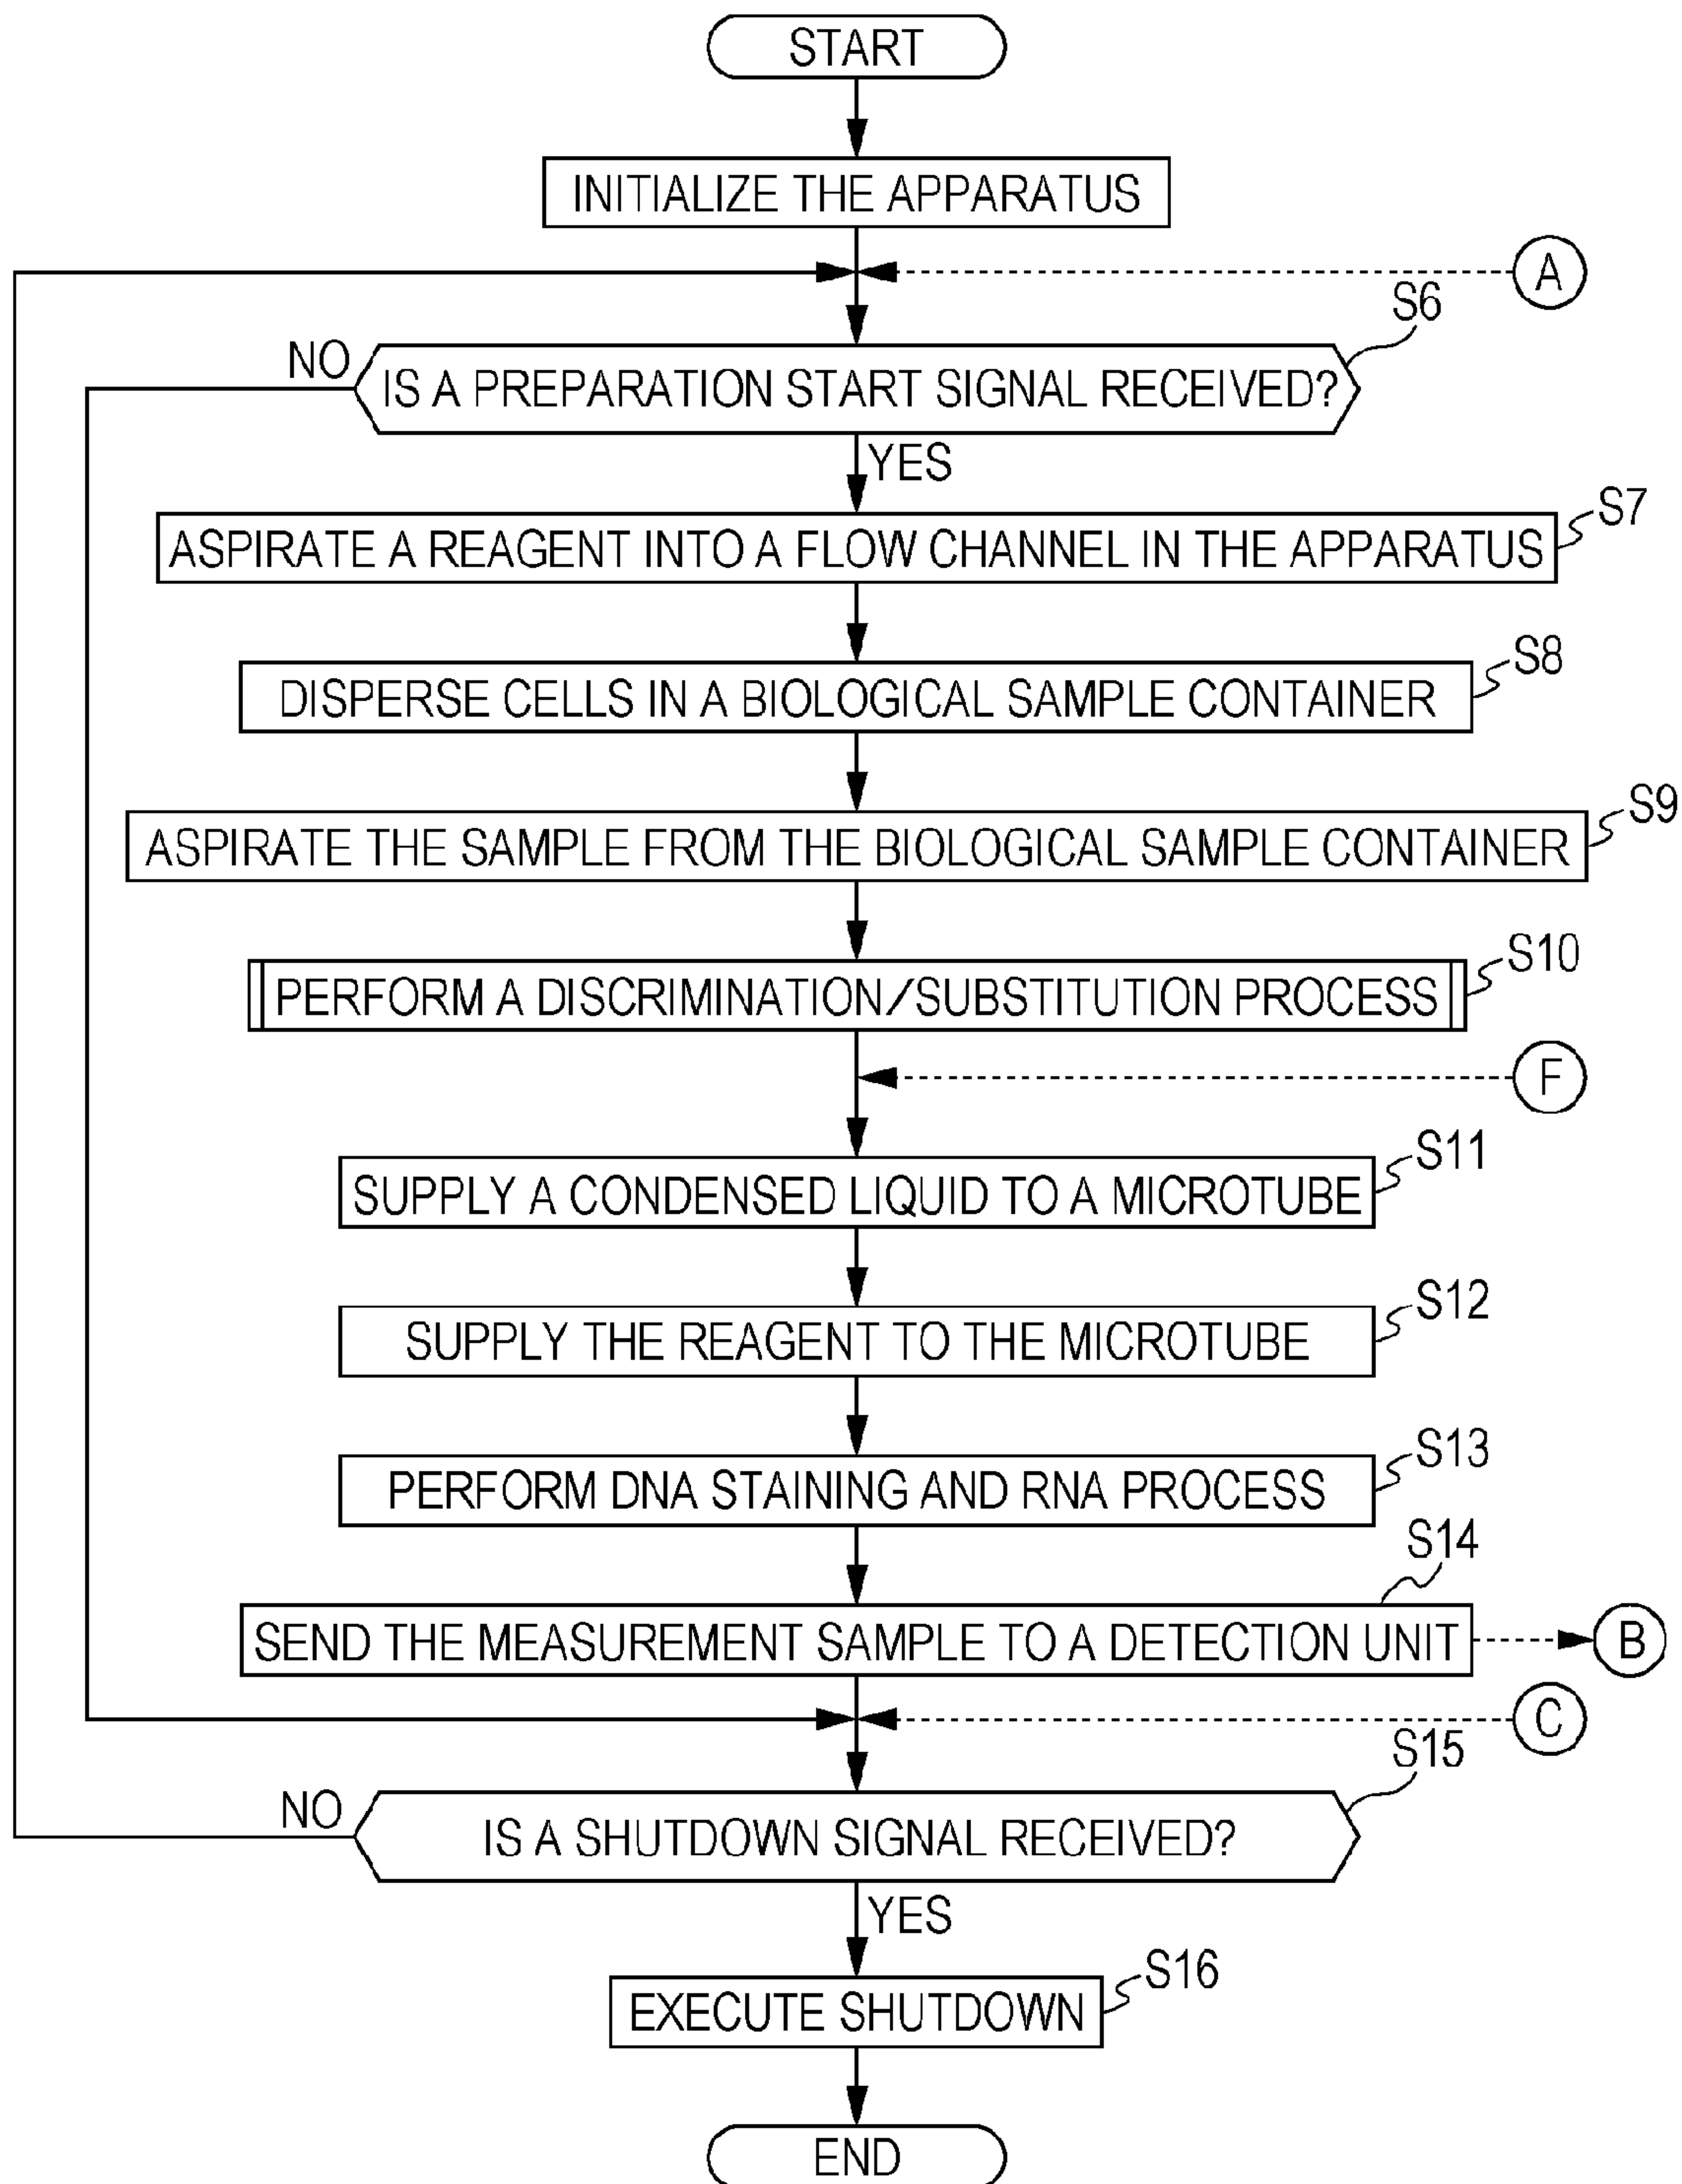 START
INITIALIZE THE APPARATUS
A
S6
NO
IS A PREPARATION START SIGNAL RECEIVED?
YES
S7
ASPIRATE A REAGENT INTO A FLOW CHANNEL IN THE APPARATUS
S8
DISPERSE CELLS IN A BIOLOGICAL SAMPLE CONTAINER
S9
ASPIRATE THE SAMPLE FROM THE BIOLOGICAL SAMPLE CONTAINER
S10
PERFORM A DISCRIMINATION/SUBSTITUTION PROCESS
F
S11
SUPPLY A CONDENSED LIQUID TO A MICROTUBE
S12
SUPPLY THE REAGENT TO THE MICROTUBE
S13
PERFORM DNA STAINING AND RNA PROCESS
S14
SEND THE MEASUREMENT SAMPLE TO A DETECTION UNIT
B
C
S15
NO
IS A SHUTDOWN SIGNAL RECEIVED?
YES
S16
EXECUTE SHUTDOWN
END